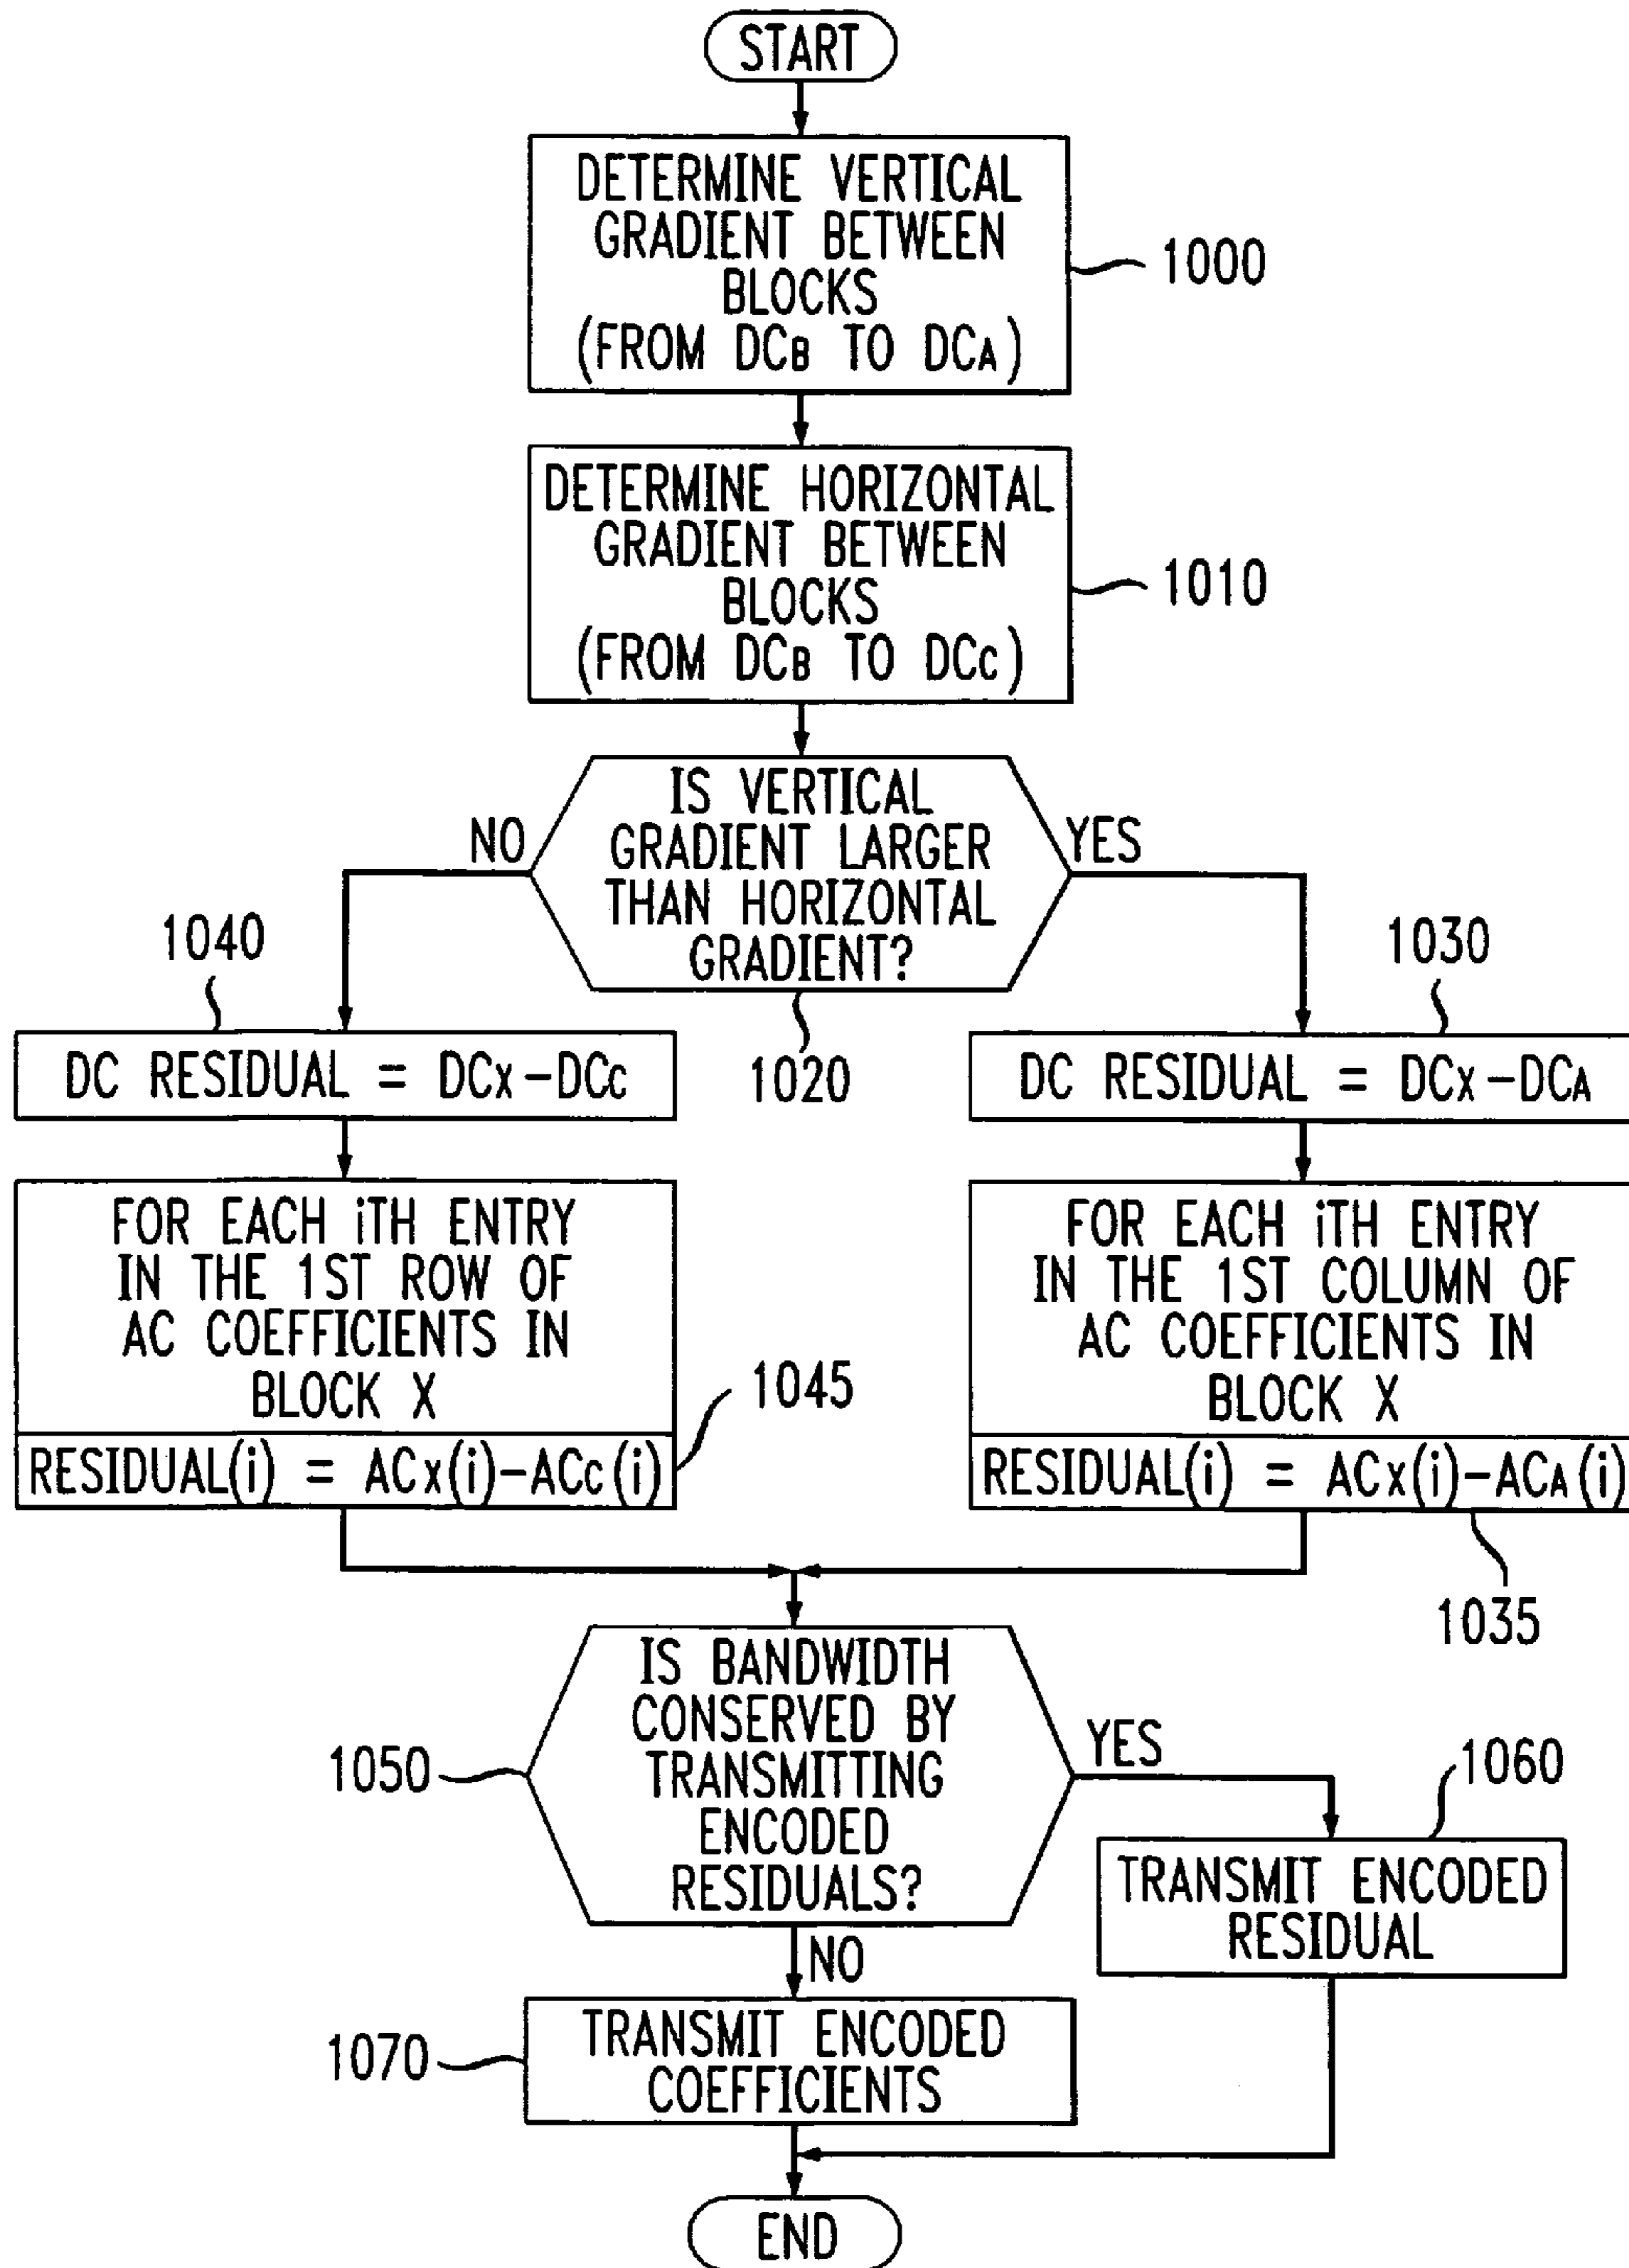 START
DETERMINE VERTICAL
GRADIENT BETWEEN
BLOCKS
(FROM DCB TO DCA)
1000
DETERMINE HORIZONTAL
GRADIENT BETWEEN
BLOCKS
(FROM DCB TO DCC)
1010
IS VERTICAL
GRADIENT LARGER
THAN HORIZONTAL
GRADIENT?
NO
YES
1020
1040
DC RESIDUAL = DCX-DCC
1030
DC RESIDUAL = DCX-DCA
FOR EACH iTH ENTRY
IN THE 1ST ROW OF
AC COEFFICIENTS IN
BLOCK X
RESIDUAL(i) = ACX(i)-ACC(i)
1045
FOR EACH iTH ENTRY
IN THE 1ST COLUMN OF
AC COEFFICIENTS IN
BLOCK X
RESIDUAL(i) = ACX(i)-ACA(i)
1035
IS BANDWIDTH
CONSERVED BY
TRANSMITTING
ENCODED
RESIDUALS?
1050
YES
1060
TRANSMIT ENCODED
RESIDUAL
NO
TRANSMIT ENCODED
COEFFICIENTS
1070
END